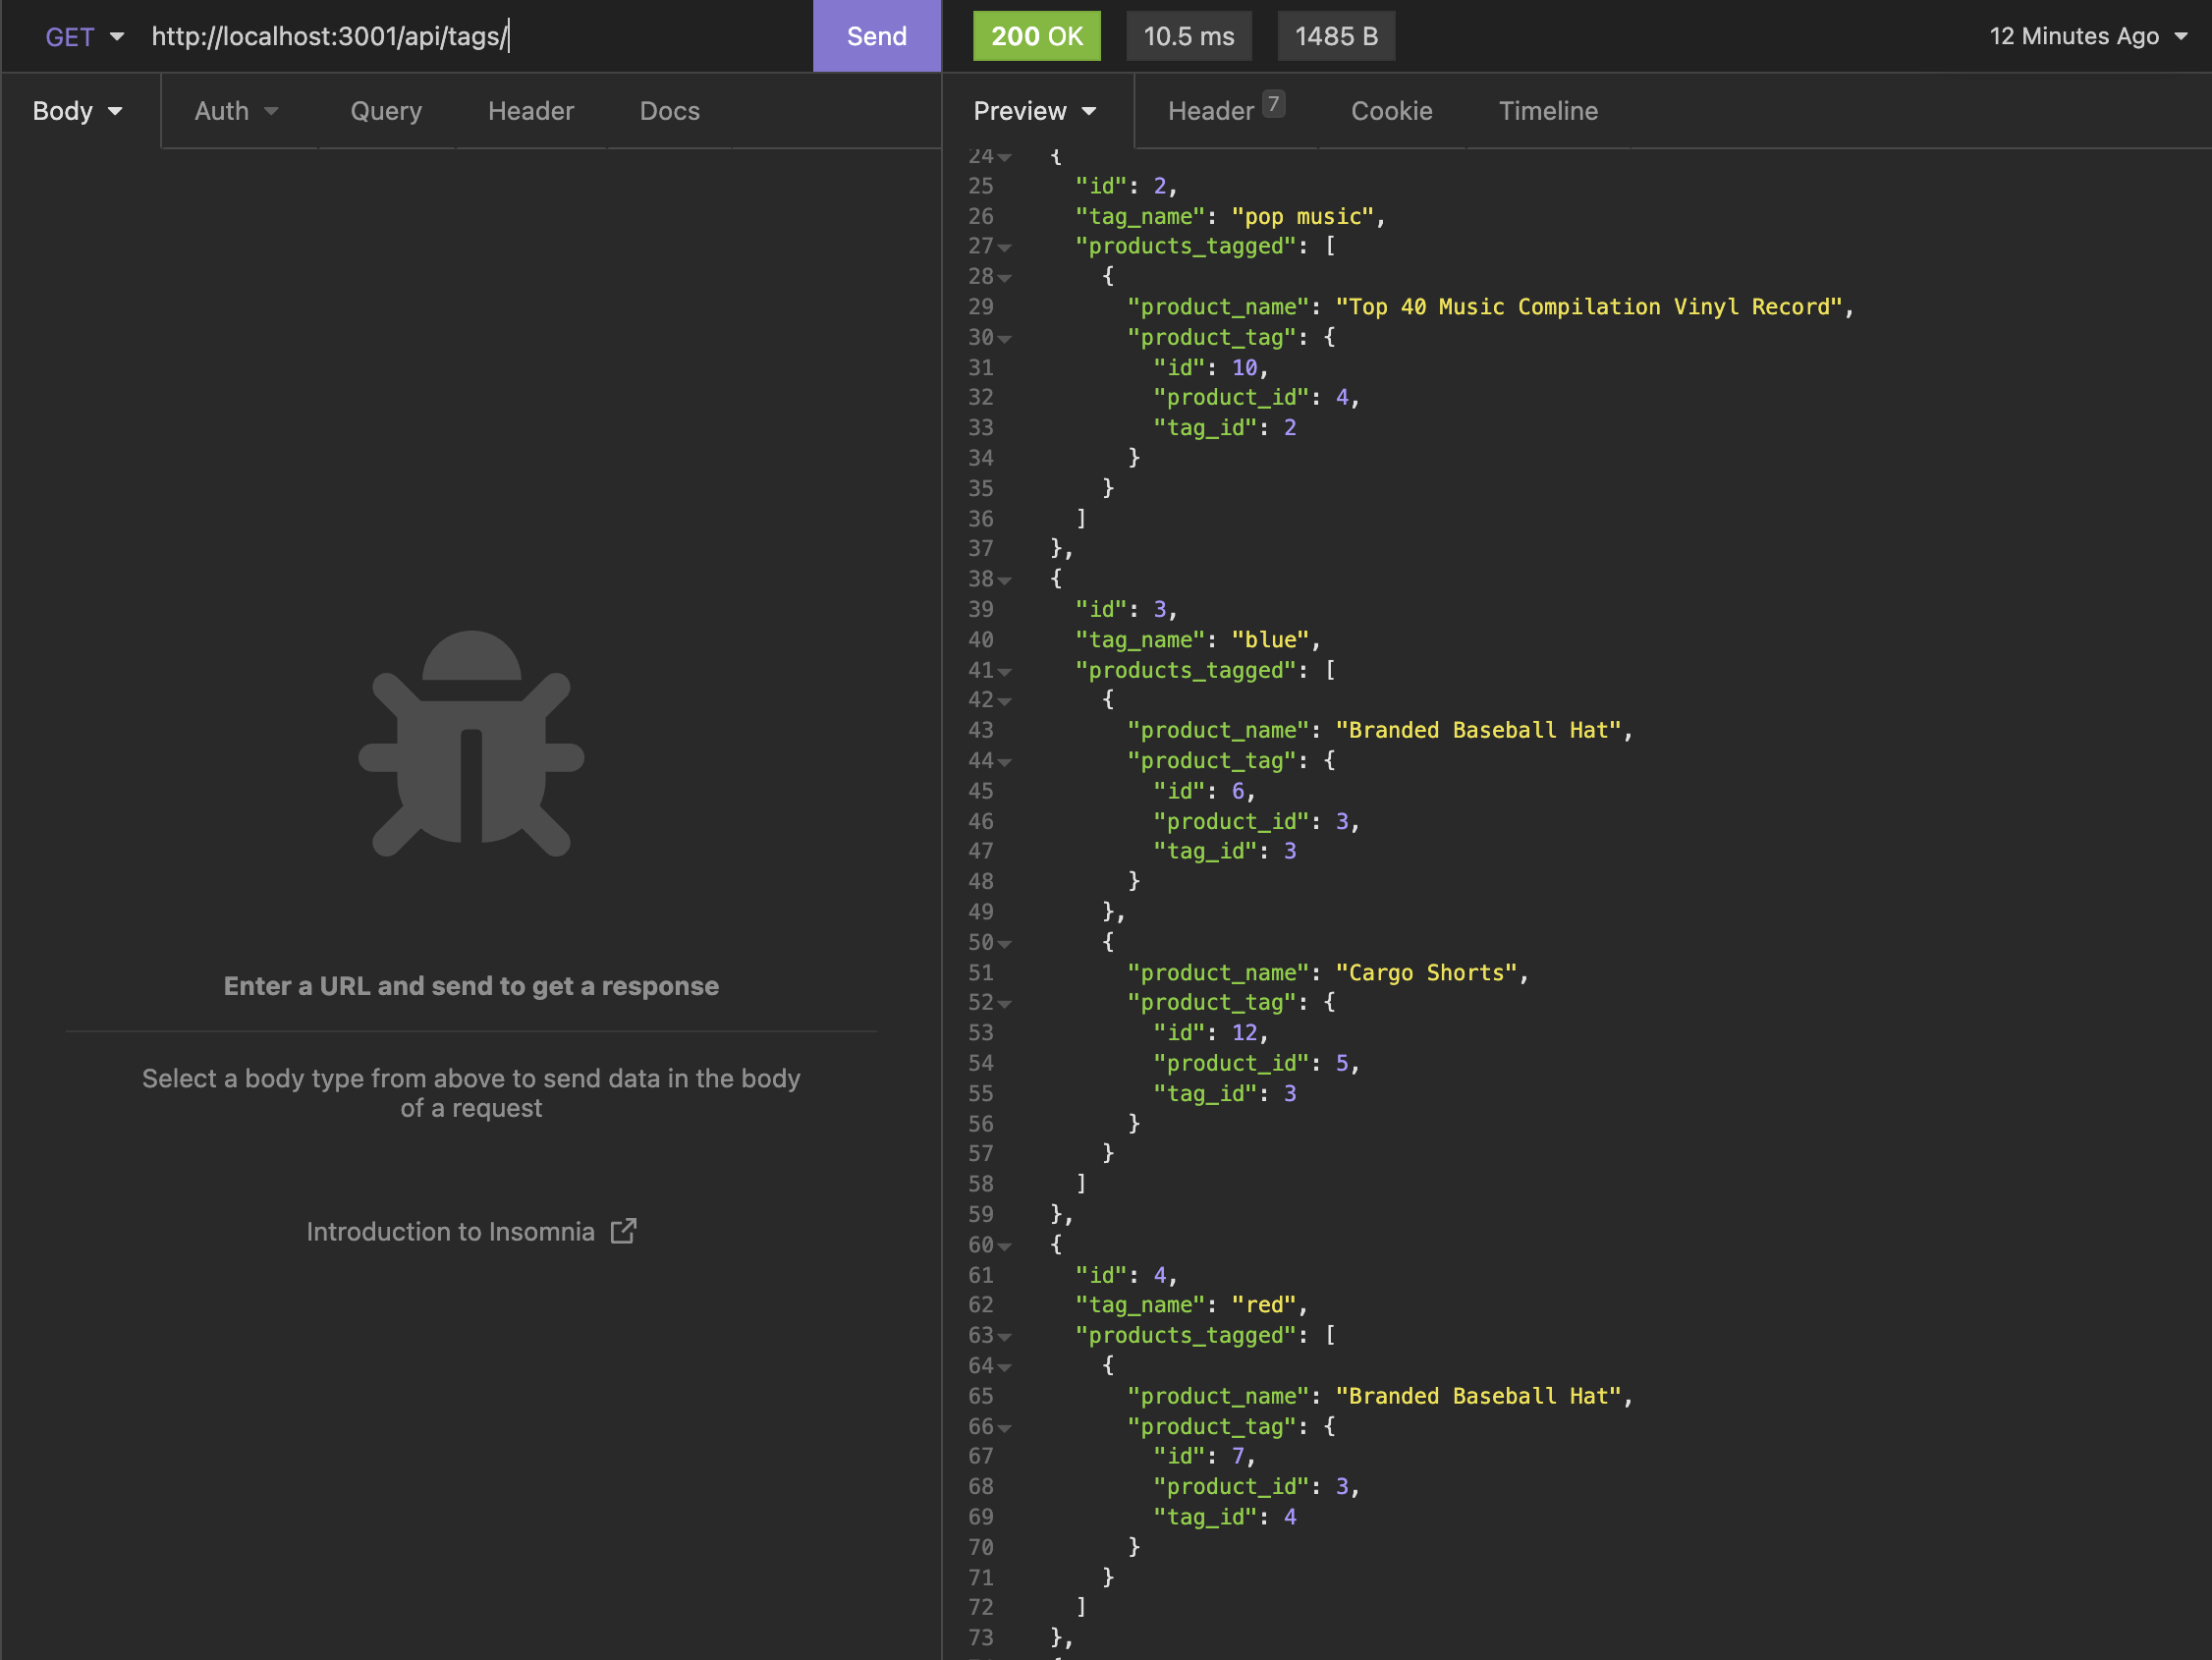 GET http://localhost:3001/api/tags/ Send 200 OK 10.5 ms 1485 B 12 Minutes Ago
Body Auth Query Header Docs Preview Header 7 Cookie Timeline
Enter a URL and send to get a response
Select a body type from above to send data in the body
of a request
Introduction to Insomnia
24 {
25 "id": 2,
26 "tag_name": "pop music",
27 "products_tagged": [
28 {
29 "product_name": "Top 40 Music Compilation Vinyl Record",
30 "product_tag": {
31 "id": 10,
32 "product_id": 4,
33 "tag_id": 2
34 }
35 }
36 ]
37 },
38 {
39 "id": 3,
40 "tag_name": "blue",
41 "products_tagged": [
42 {
43 "product_name": "Branded Baseball Hat",
44 "product_tag": {
45 "id": 6,
46 "product_id": 3,
47 "tag_id": 3
48 }
49 },
50 {
51 "product_name": "Cargo Shorts",
52 "product_tag": {
53 "id": 12,
54 "product_id": 5,
55 "tag_id": 3
56 }
57 }
58 ]
59 },
60 {
61 "id": 4,
62 "tag_name": "red",
63 "products_tagged": [
64 {
65 "product_name": "Branded Baseball Hat",
66 "product_tag": {
67 "id": 7,
68 "product_id": 3,
69 "tag_id": 4
70 }
71 }
72 ]
73 },